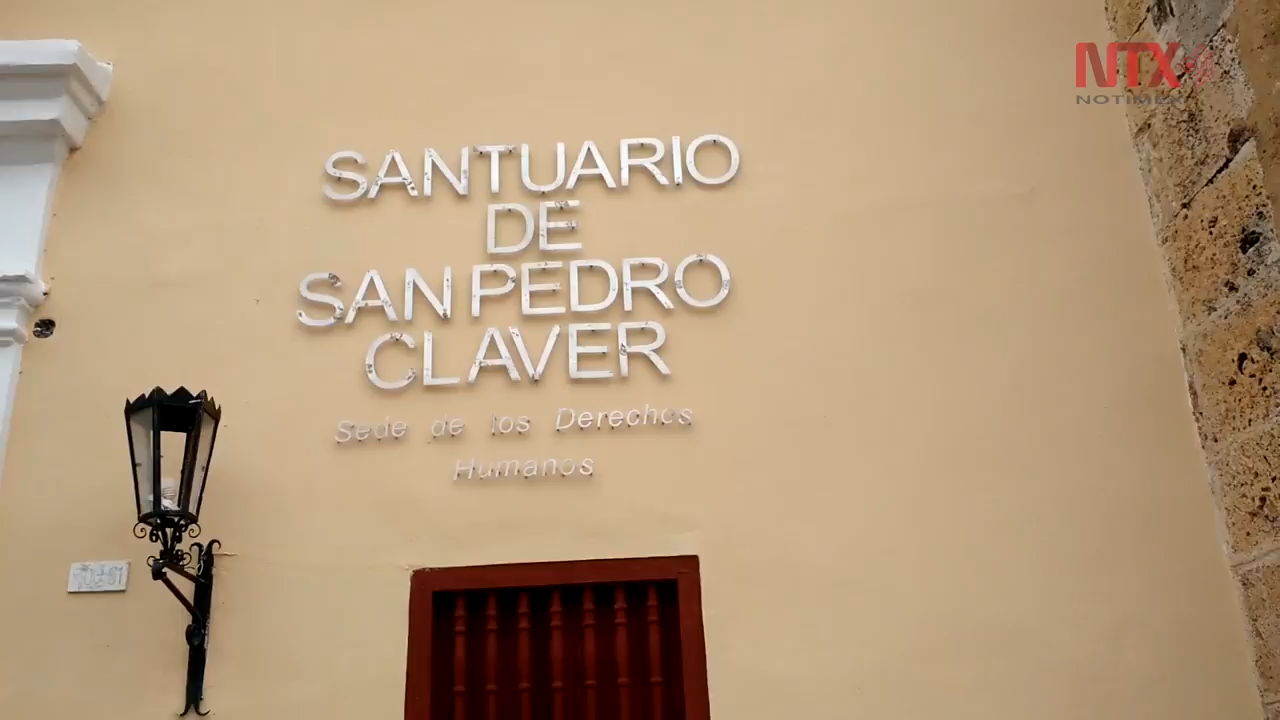 NTX
NOTIMEX
SANTUARIO
DE
SAN PEDRO
CLAVER
Sede de los Derechos
Humanos